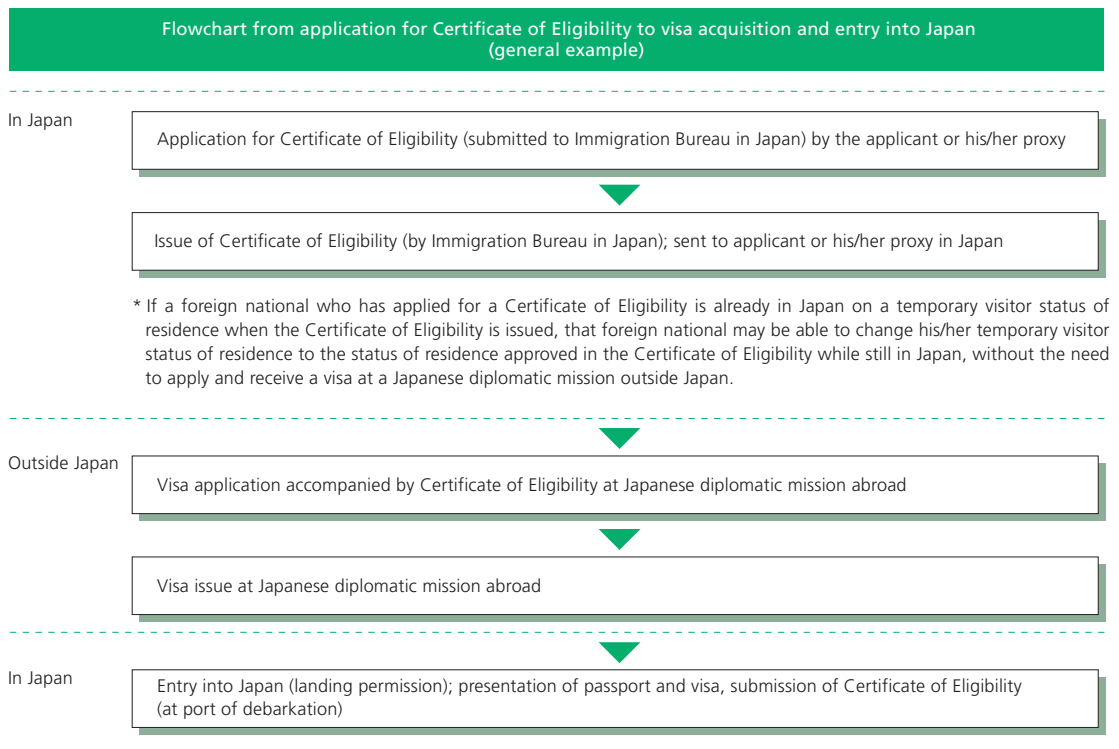 Flowchart from application for Certificate of Eligibility to visa acquisition and entry into Japan
(general example)
In Japan
Application for Certificate of Eligibility (submitted to Immigration Bureau in Japan) by the applicant or his/her proxy
Issue of Certificate of Eligibility (by Immigration Bureau in Japan); sent to applicant or his/her proxy in Japan
* If a foreign national who has applied for a Certificate of Eligibility is already in Japan on a temporary visitor status of
residence when the Certificate of Eligibility is issued, that foreign national may be able to change his/her temporary visitor
status of residence to the status of residence approved in the Certificate of Eligibility while still in Japan, without the need
to apply and receive a visa at a Japanese diplomatic mission outside Japan.
Outside Japan
Visa application accompanied by Certificate of Eligibility at Japanese diplomatic mission abroad
Visa issue at Japanese diplomatic mission abroad
In Japan
Entry into Japan (landing permission); presentation of passport and visa, submission of Certificate of Eligibility
(at port of debarkation)